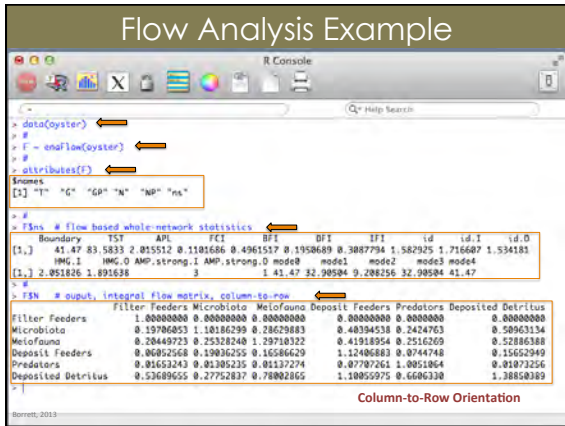 Flow Analysis Example
R Console
Help Search
> data(oyster)
> #
> F = enaFlow(oyster)
> #
> attributes(F)
$names
[1] "T" "G" "GP" "N" "NP" "ns"
> #
> F$ns # flow based whole-network statistics
Boundary TST APL FCI BFI DFI IFI id id.I id.O
[1,] 41.47 83.5833 2.015512 0.1101686 0.4961517 0.1950689 0.3087794 1.582925 1.716607 1.534181
HMG.I HMG.O AMP.strong.I AMP.strong.O mode0 mode1 mode2 mode3 mode4
[1,] 2.051826 1.891638 3 1 41.47 32.90504 9.208256 32.90504 41.47
> #
> F$N # ouput, integral flow matrix, column-to-row
Filter Feeders Microbiota Meiofauna Deposit Feeders Predators Deposited Detritus
Filter Feeders 1.00000000 0.00000000 0.00000000 0.00000000 0.0000000 0.00000000
Microbiota 0.19706053 1.10186299 0.28629883 0.40394538 0.2424763 0.50963134
Meiofauna 0.20449723 0.25328240 1.29710322 0.41918954 0.2516269 0.52886388
Deposit Feeders 0.06052568 0.19036255 0.16586629 1.12406883 0.0744748 0.15652949
Predators 0.01653243 0.01305235 0.01137274 0.07707261 1.0051064 0.01073256
Deposited Detritus 0.53689655 0.27752837 0.78002865 1.10055975 0.6606330 1.38850389
> |
Column-to-Row Orientation
Borrett, 2013